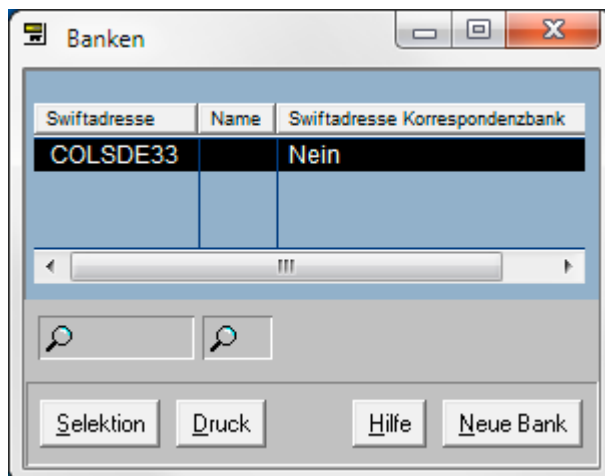 Banken
Swiftadresse Name Swiftadresse Korrespondenzbank
COLSDE33 Nein
Selektion Druck Hilfe Neue Bank